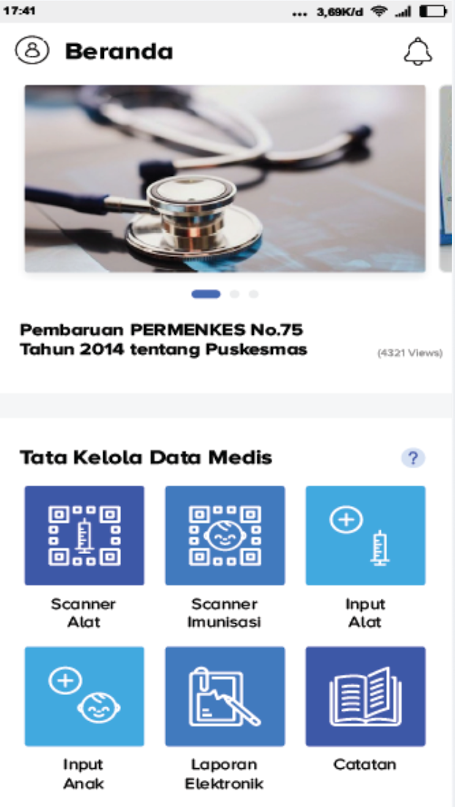 17:41
... 3,69K/d
Beranda
Pembaruan PERMENKES No.75
Tahun 2014 tentang Puskesmas
(4321 Views)
Tata Kelola Data Medis
?
Scanner
Alat
Scanner
Imunisasi
Input
Alat
Input
Anak
Laporan
Elektronik
Catatan